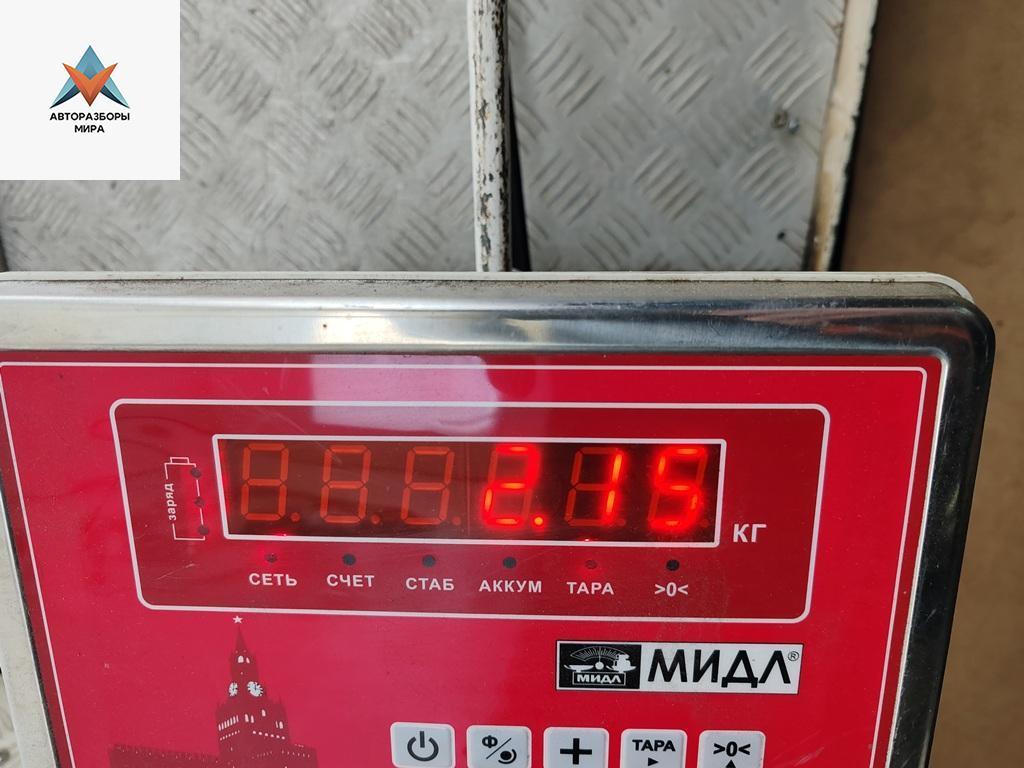 АВТОРАЗБОРЫ
МИРА
заряд
2.15
КГ
СЕТЬ СЧЕТ СТАБ АККУМ ТАРА >0<
МИДЛ МИДЛ®
Ф ТАРА >0<